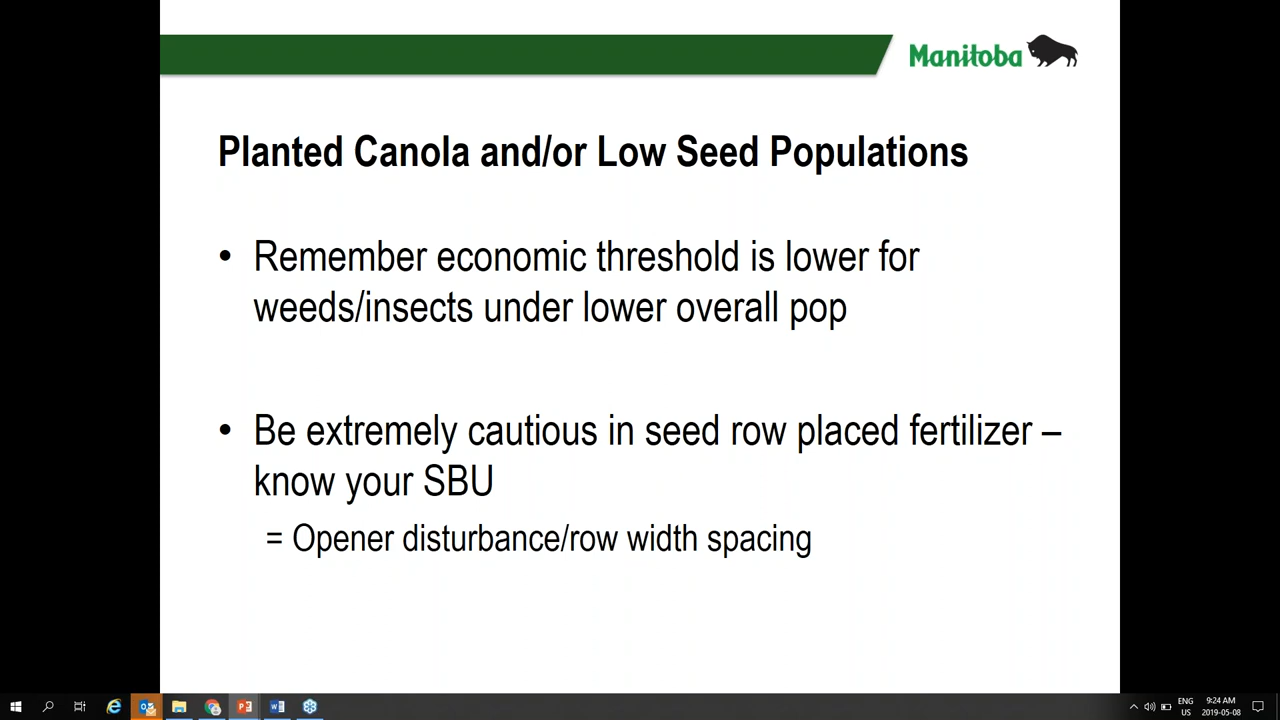 Manitoba
Planted Canola and/or Low Seed Populations
• Remember economic threshold is lower for
weeds/insects under lower overall pop
• Be extremely cautious in seed row placed fertilizer –
know your SBU
= Opener disturbance/row width spacing
ENG
US
9:24 AM
2019-05-08